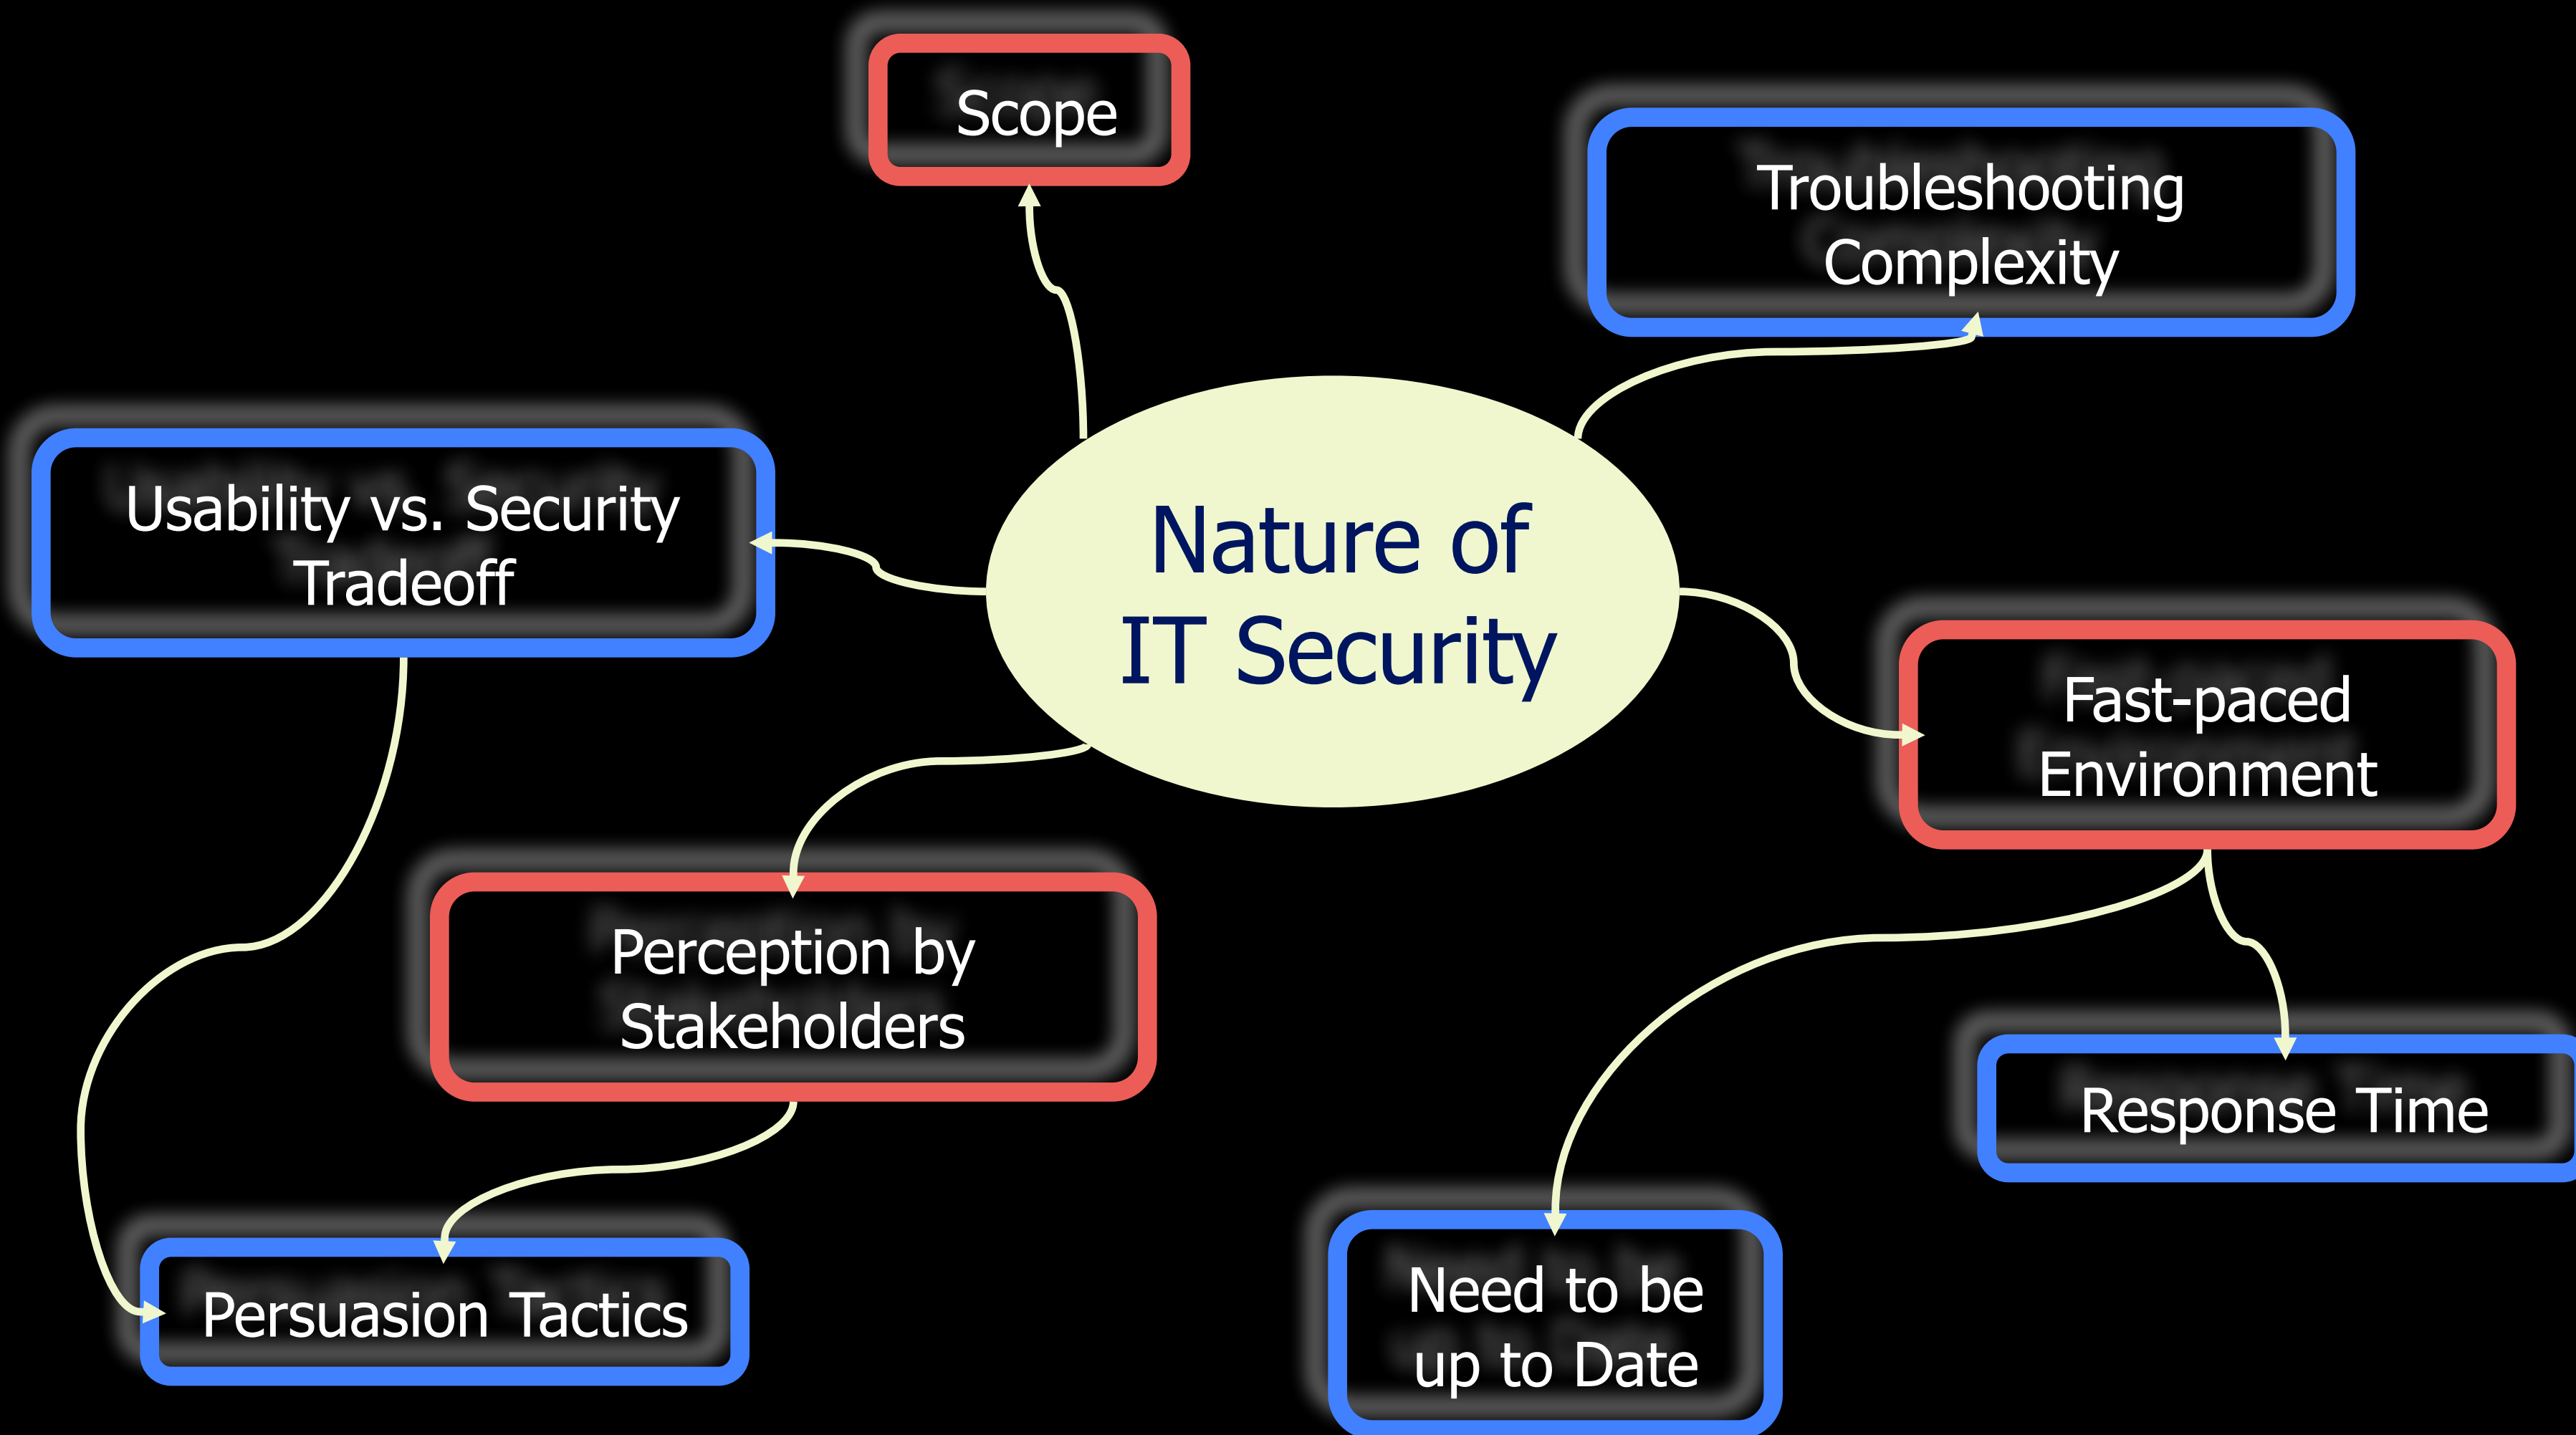 Scope
Troubleshooting
Complexity
Usability vs. Security
Tradeoff
Nature of
IT Security
Fast-paced
Environment
Perception by
Stakeholders
Response Time
Persuasion Tactics
Need to be
up to Date